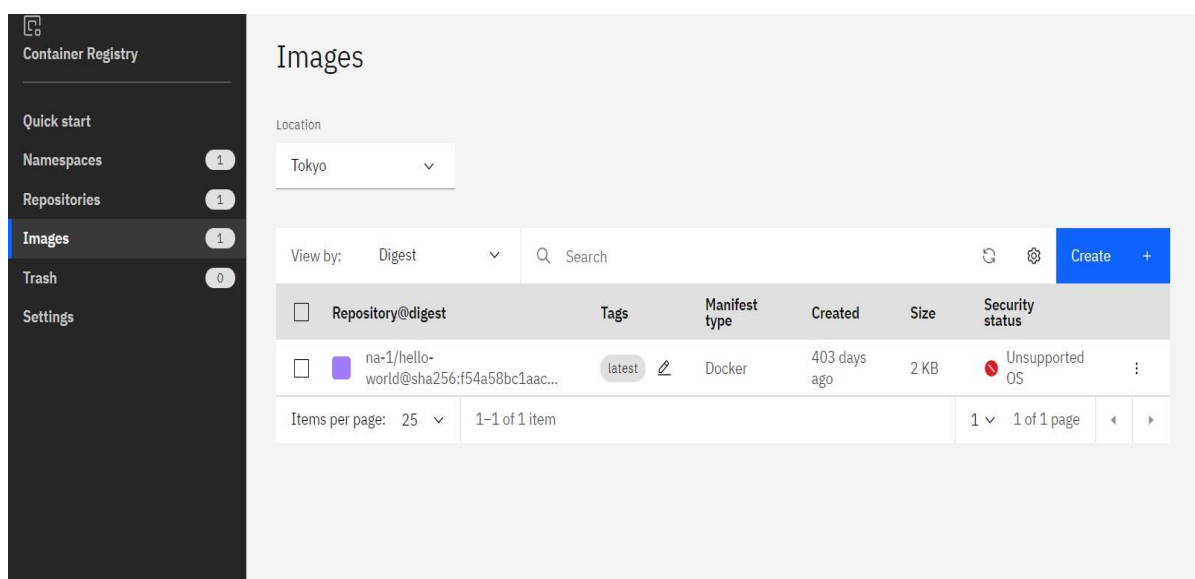 Container Registry
Quick start
Namespaces 1
Repositories 1
Images 1
Trash 0
Settings
Images
Location
Tokyo
View by: Digest Search Create +
Repository@digest Tags Manifest type Created Size Security status
na-1/hello-
world@sha256:f54a58bc1aac... latest Docker 403 days ago 2 KB Unsupported OS
Items per page: 25 1–1 of 1 item 1 1 of 1 page